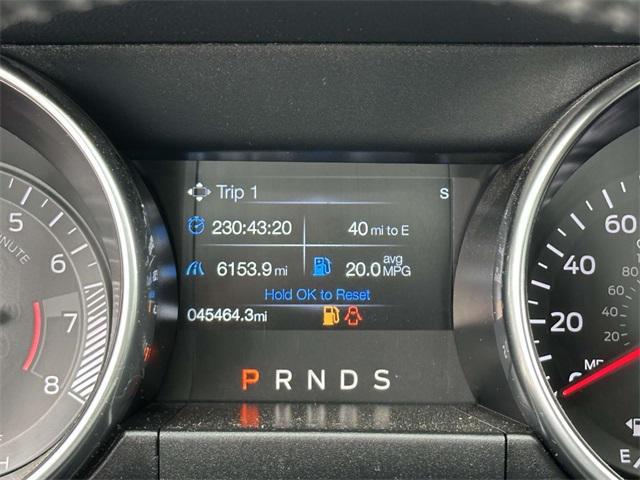 Trip 1 S
230:43:20 40 mi to E
6153.9 mi 20.0 avg MPG
Hold OK to Reset
045464.3mi
P R N D S
5
6
7
8
MINUTE
60
40
20
80
60
40
20
E